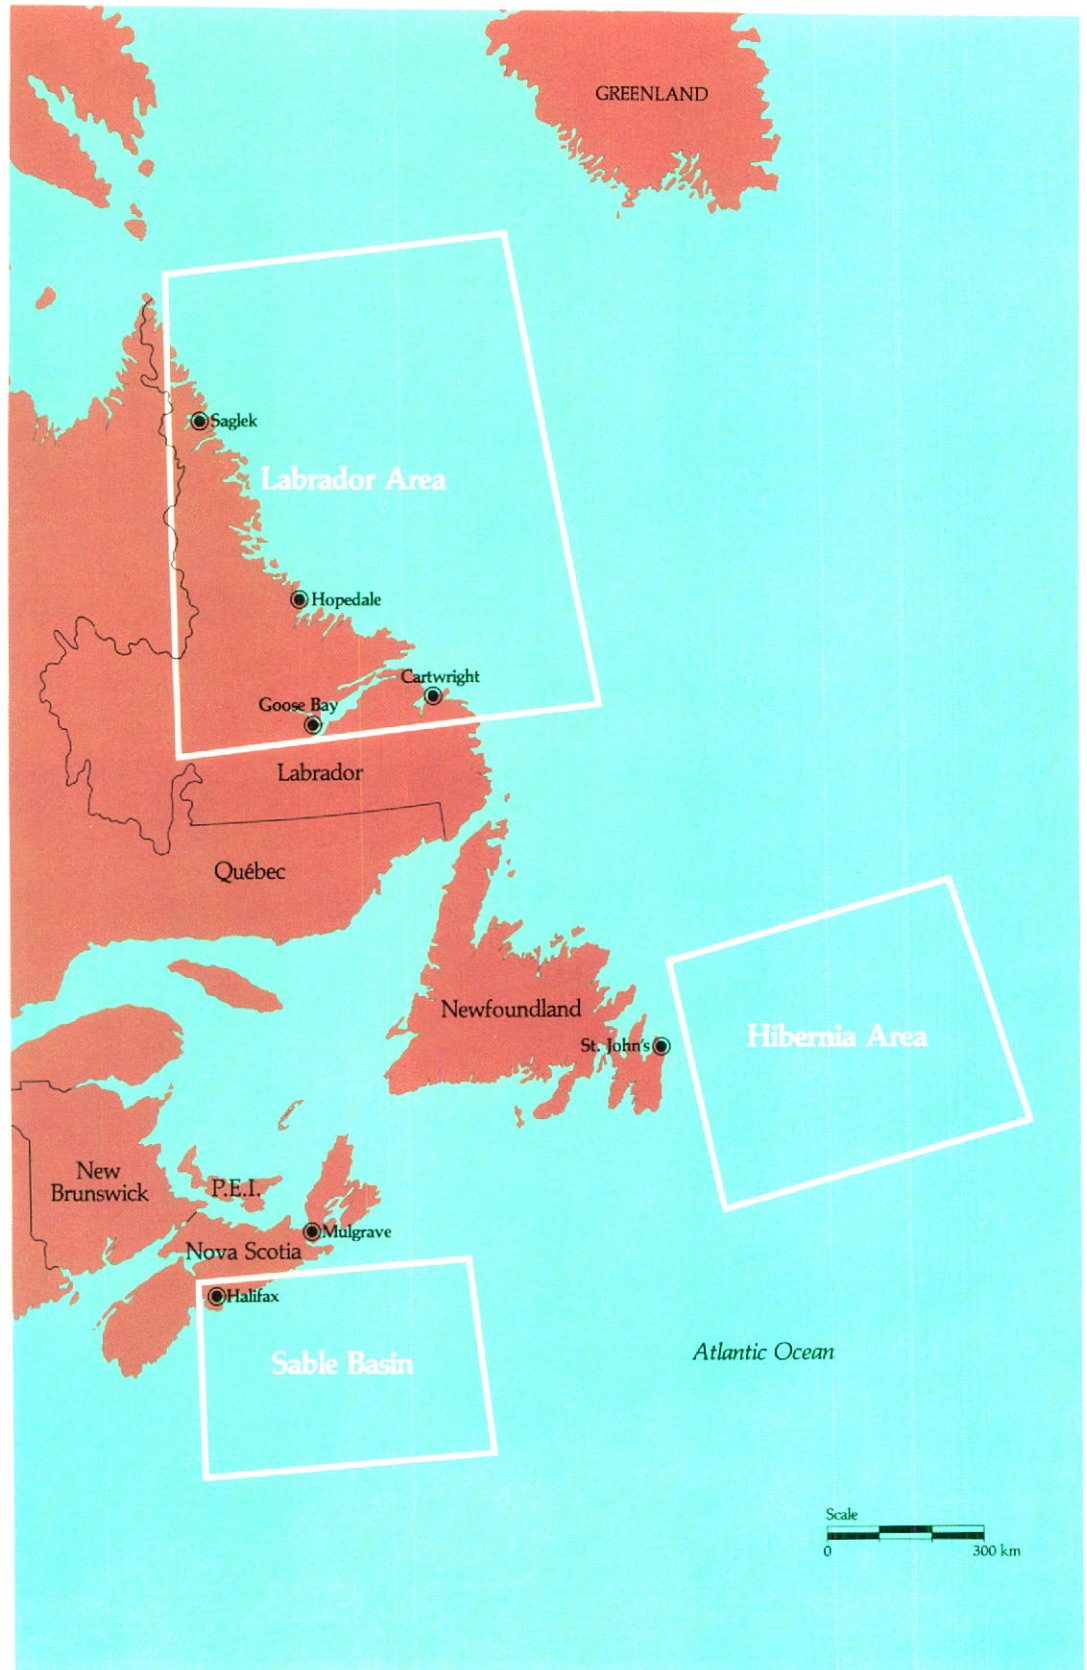 GREENLAND
Saglek
Labrador Area
Hopedale
Cartwright
Goose Bay
Labrador
Québec
Newfoundland
St. John's
Hibernia Area
New
Brunswick
P.E.I.
Mulgrave
Nova Scotia
Halifax
Sable Basin
Atlantic Ocean
Scale
0
300 km